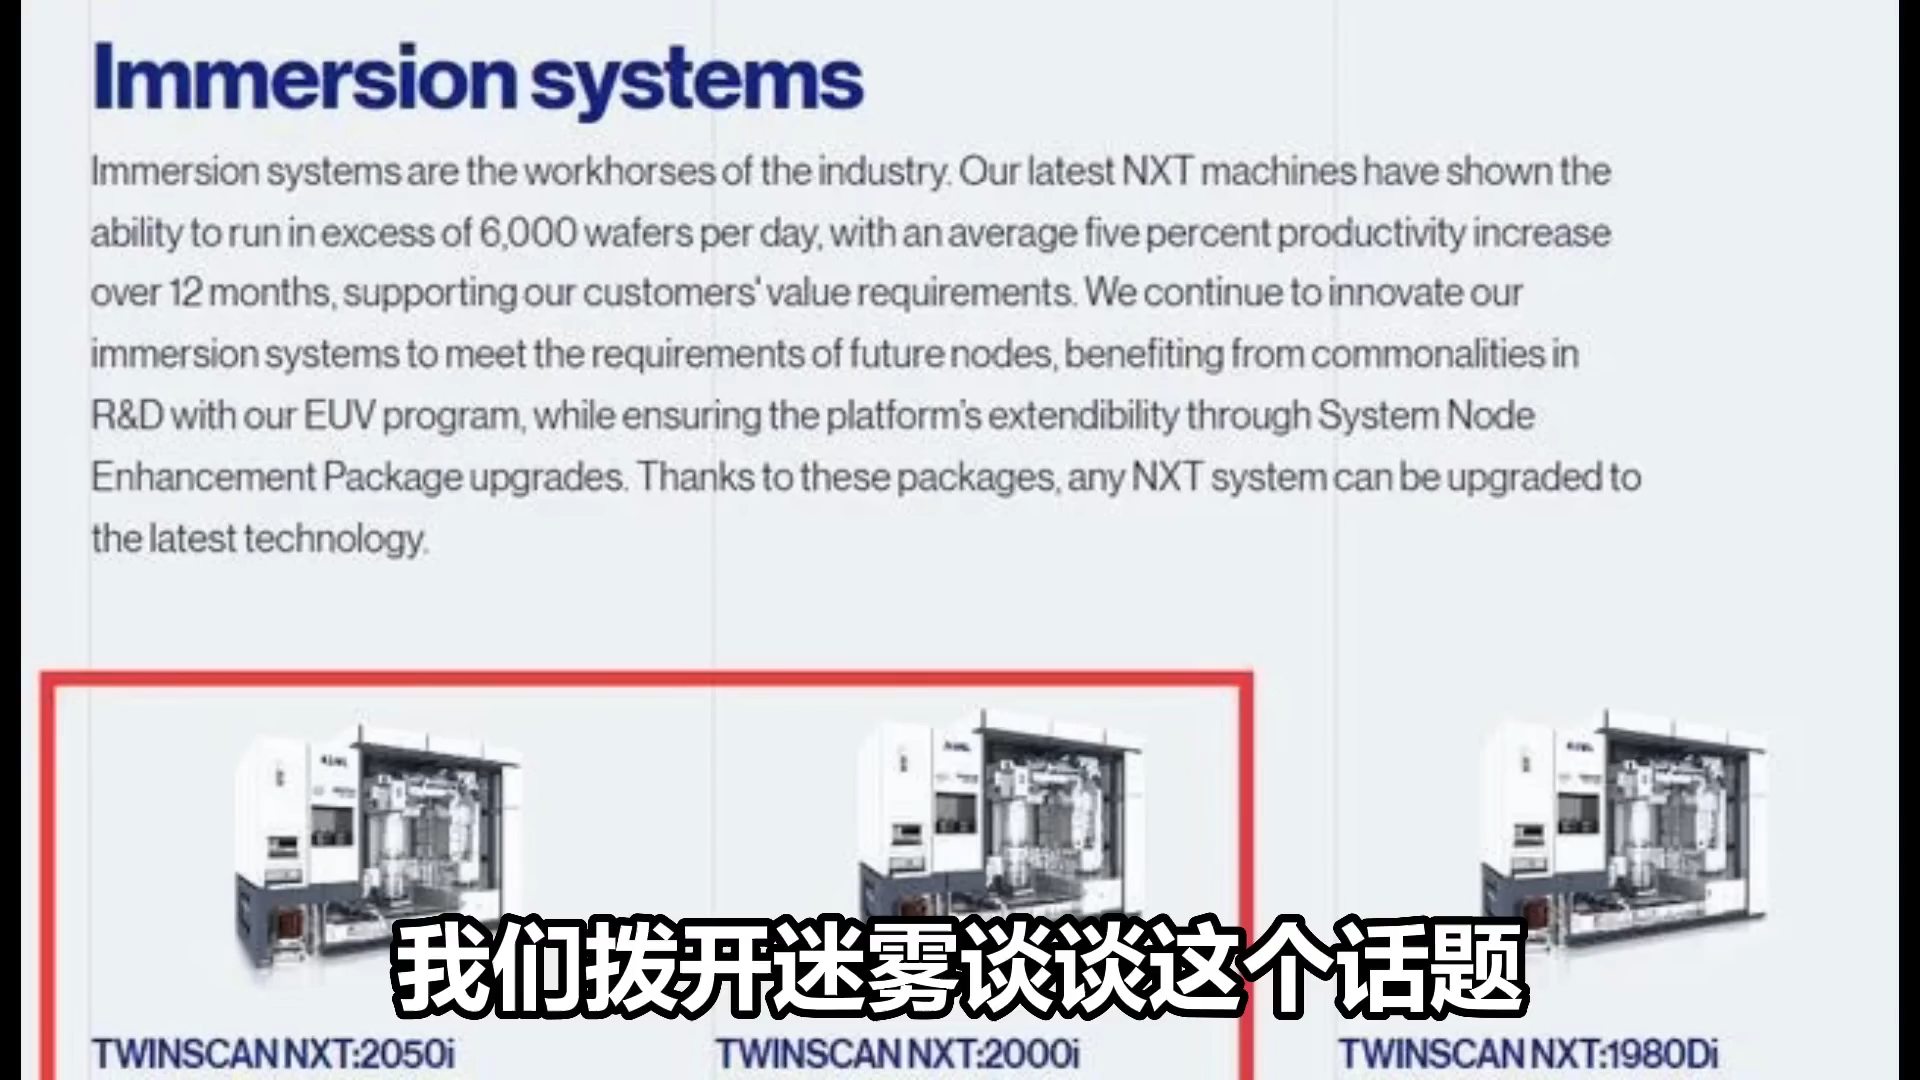 Immersion systems
Immersion systems are the workhorses of the industry. Our latest NXT machines have shown the
ability to run in excess of 6,000 wafers per day, with an average five percent productivity increase
over 12 months, supporting our customers' value requirements. We continue to innovate our
immersion systems to meet the requirements of future nodes, benefiting from commonalities in
R&D with our EUV program, while ensuring the platform's extendibility through System Node
Enhancement Package upgrades. Thanks to these packages, any NXT system can be upgraded to
the latest technology.
我们拨开迷雾谈谈这个话题
TWINSCAN NXT:2050i
TWINSCAN NXT:2000i
TWINSCAN NXT:1980Di